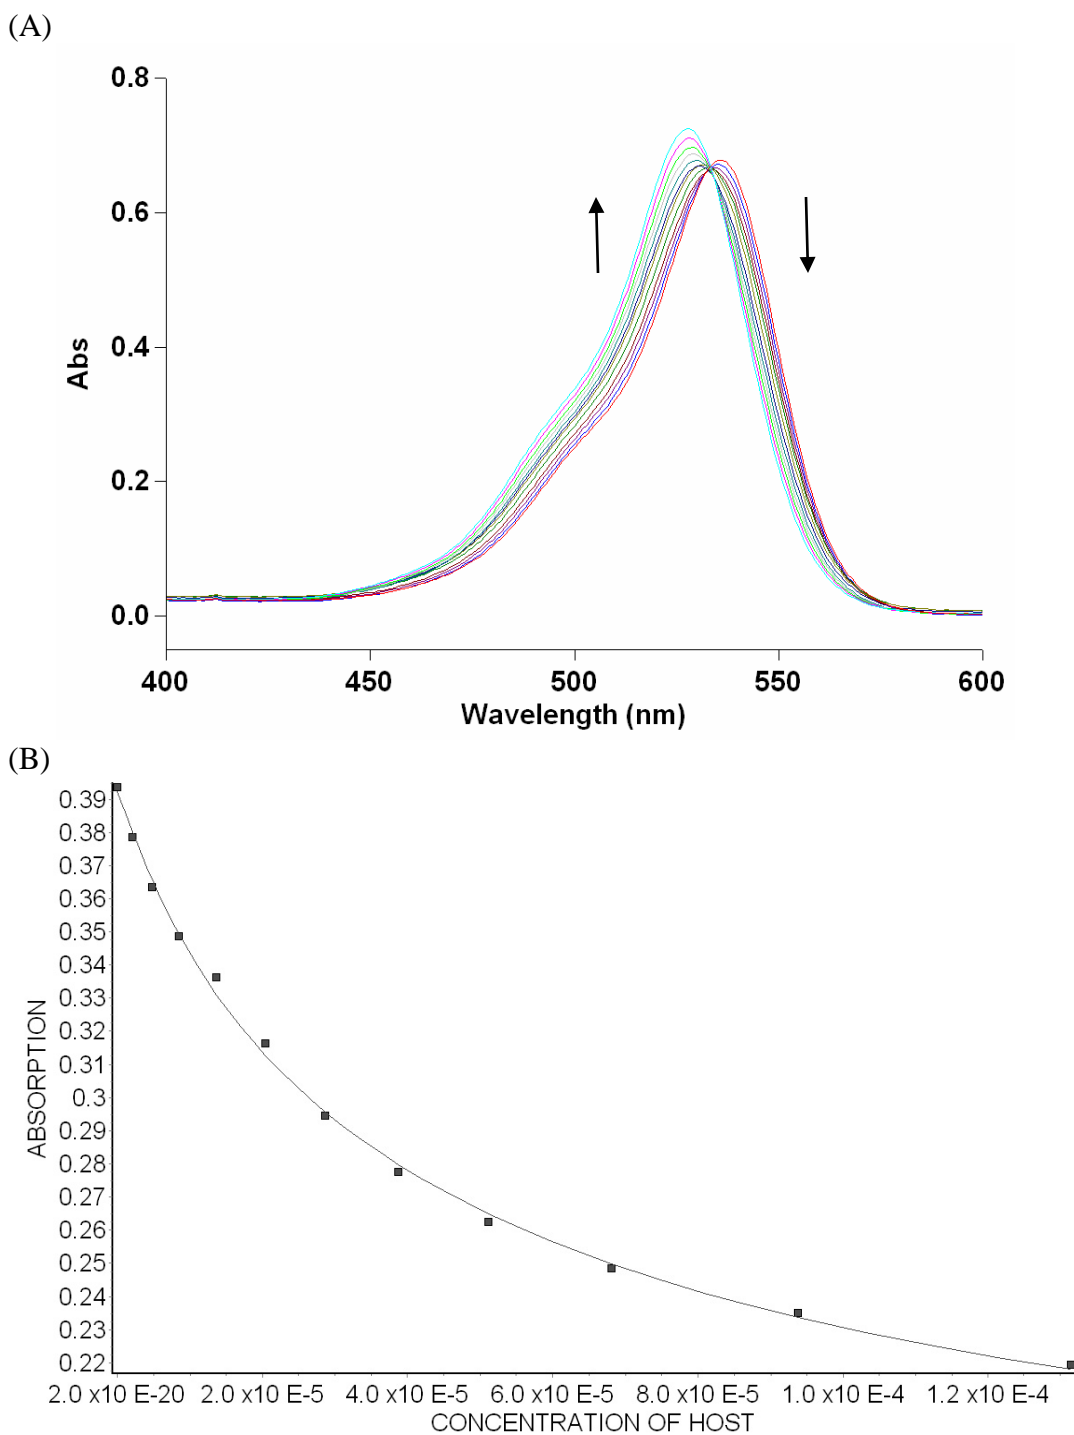 (A)
0.8
0.6
0.4
0.2
0.0
Abs
400 450 500 550 600
Wavelength (nm)
(B)
0.39
0.38
0.37
0.36
0.35
0.34
0.33
0.32
0.31
0.3
0.29
0.28
0.27
0.26
0.25
0.24
0.23
0.22
ABSORPTION
2.0 x10 E-20 2.0 x10 E-5 4.0 x10 E-5 6.0 x10 E-5 8.0 x10 E-5 1.0 x10 E-4 1.2 x10 E-4
CONCENTRATION OF HOST